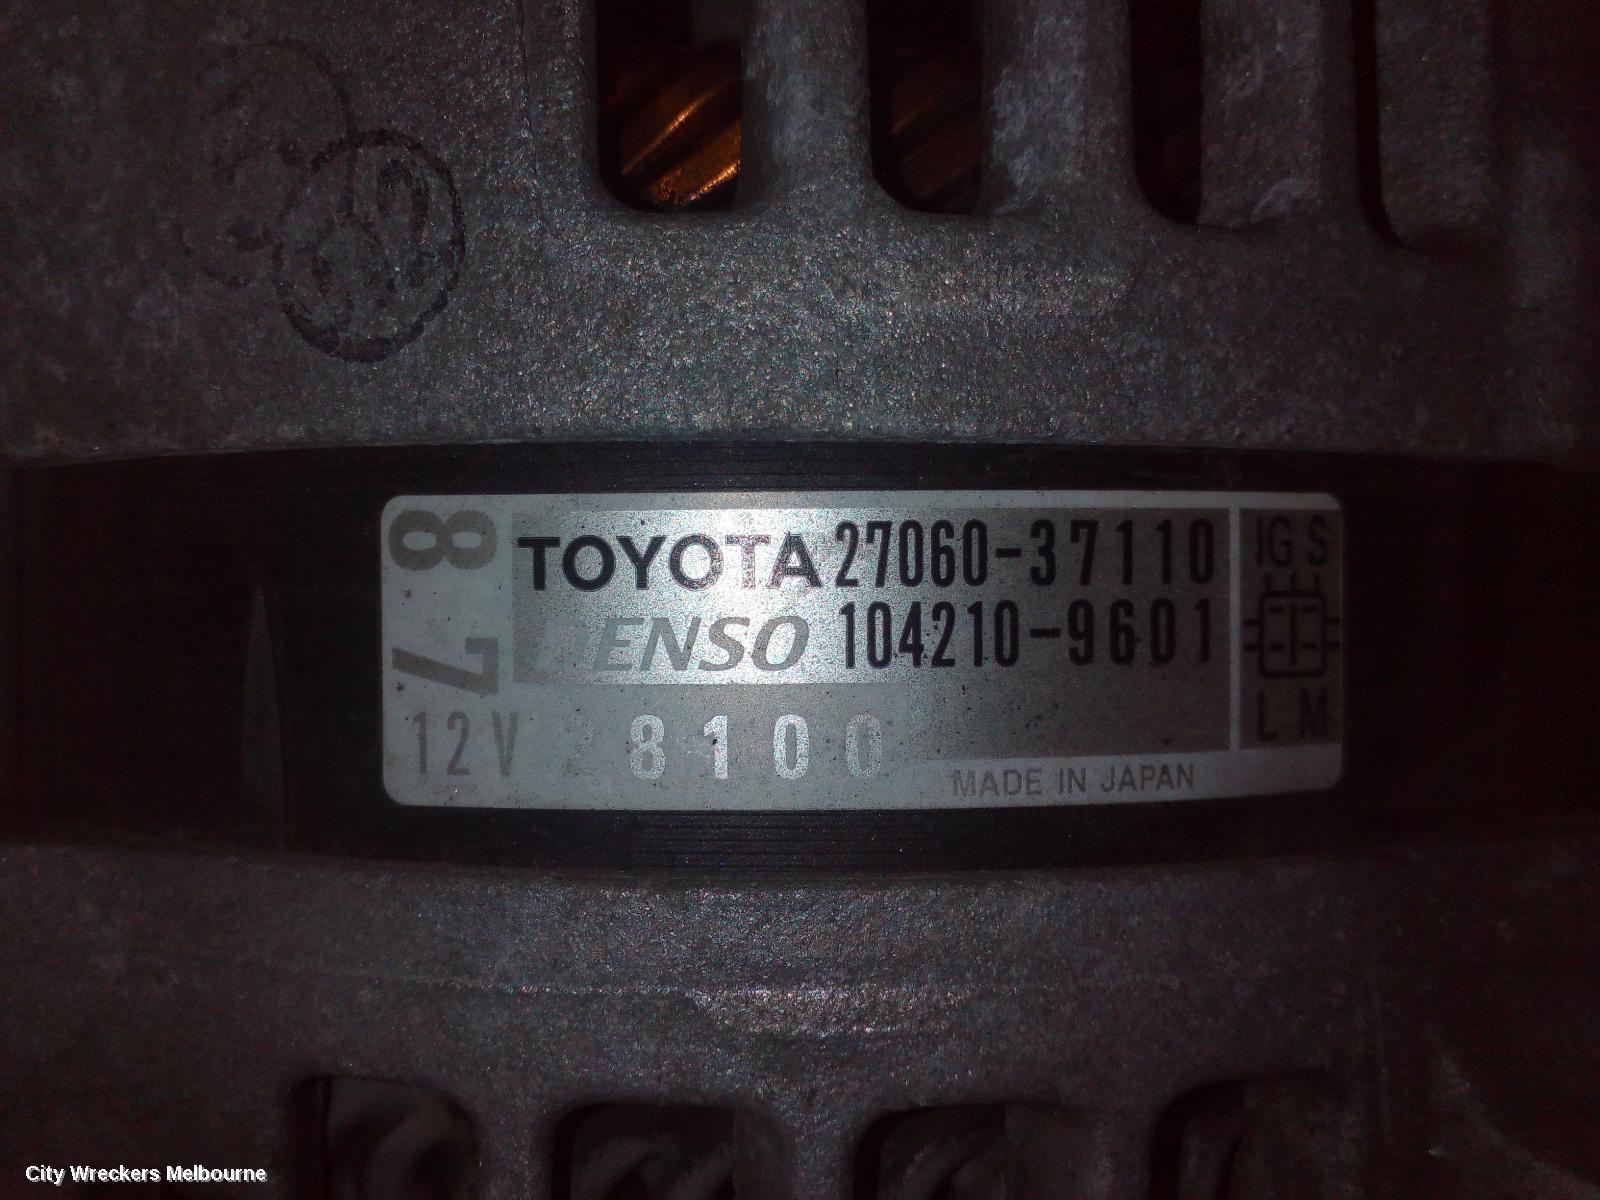 87
TOYOTA 27060-37110
DENSO 104210-9601
12V 28100
MADE IN JAPAN
IG S
L M
City Wreckers Melbourne